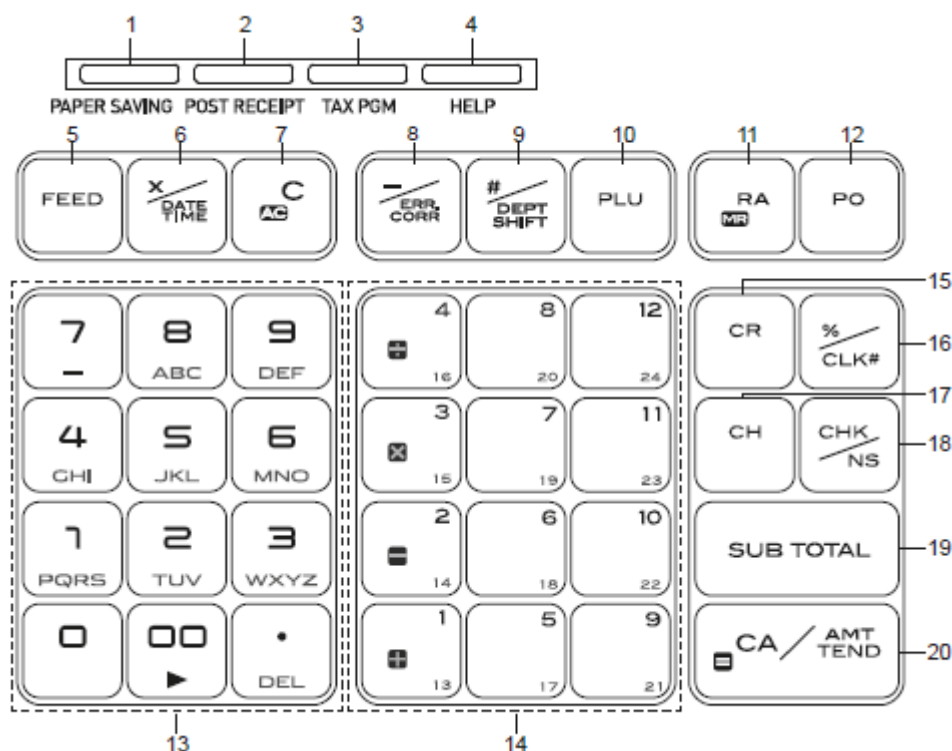 1 2 3 4
PAPER SAVING POST RECEIPT TAX PGM HELP
5 6 7 8 9 10 11 12
FEED
X/DATE TIME
C AC
−/ERR. CORR
#/DEPT SHIFT
PLU
RA MR
PO
7 −
8 ABC
9 DEF
4 ÷ 16
8 20
12 24
CR
%/CLK#
15
16
4 GHI
5 JKL
6 MNO
3 × 15
7 19
11 23
CH
CHK/NS
17
18
1 PQRS
2 TUV
3 WXYZ
2 − 14
6 18
10 22
SUB TOTAL
19
0
00 ▶
. DEL
1 + 13
5 17
9 21
= CA/AMT TEND
20
13 14